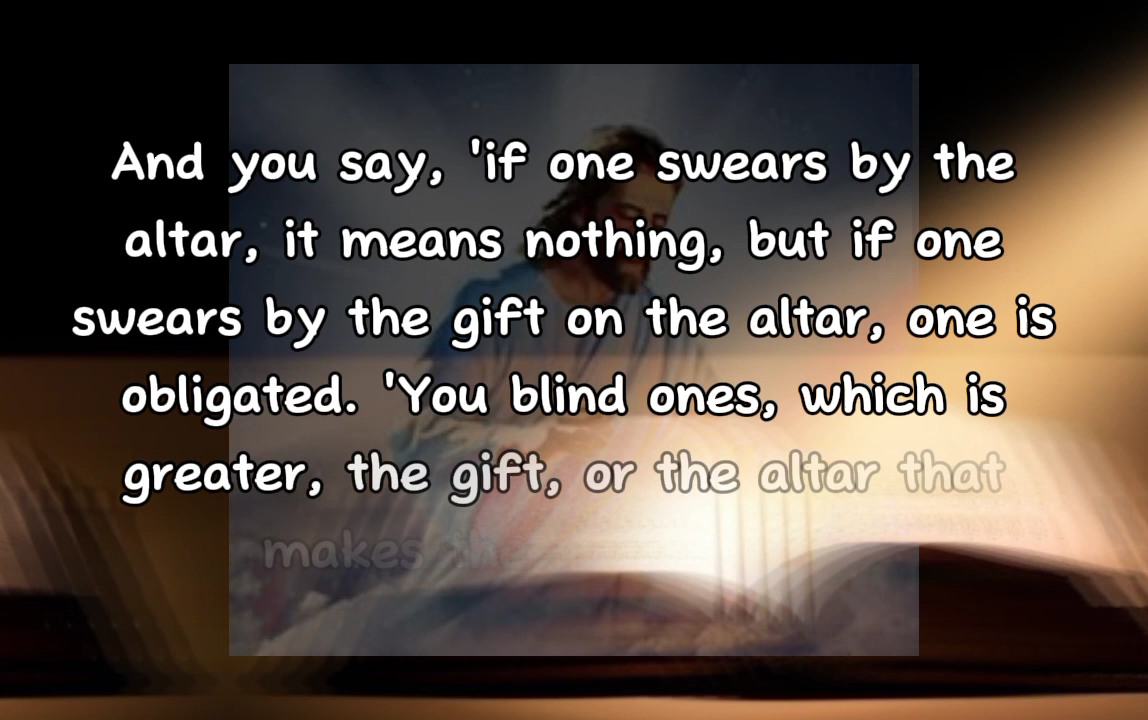 And you say, 'if one swears by the
altar, it means nothing, but if one
swears by the gift on the altar, one is
obligated. 'You blind ones, which is
greater, the gift, or the altar that
makes the